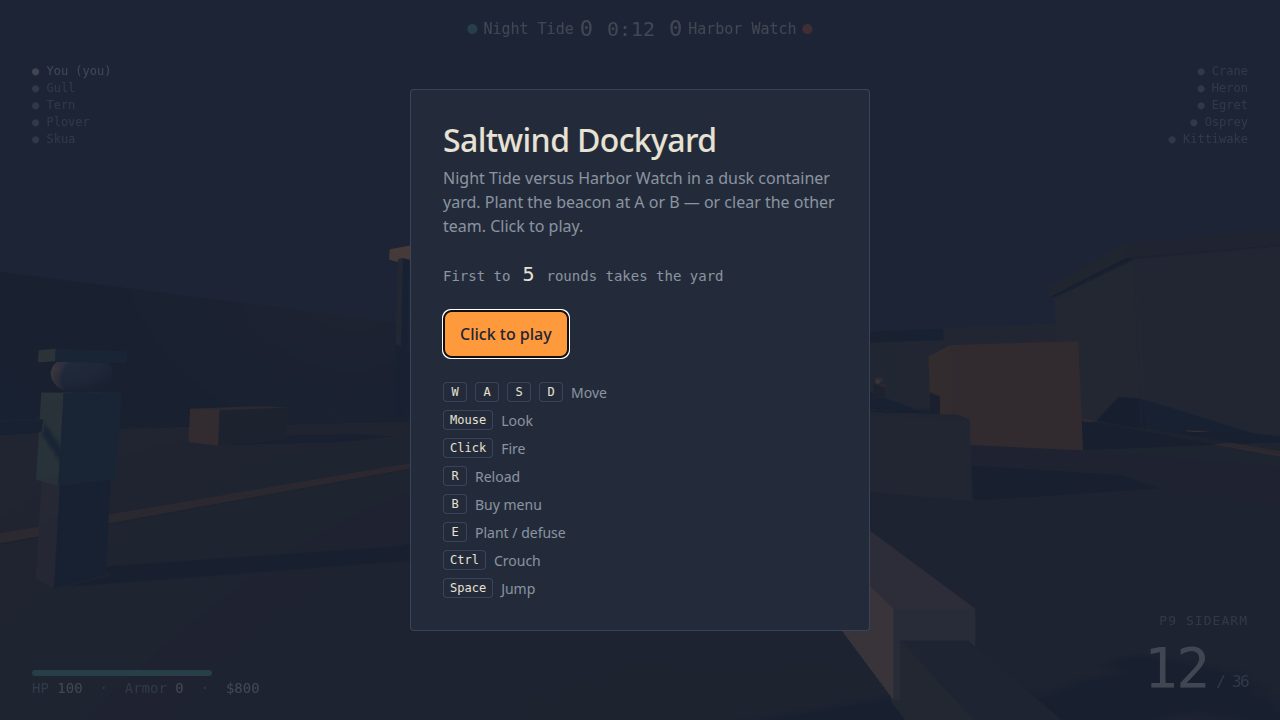 Night Tide 0 0:12 0 Harbor Watch
You (you)
Gull
Tern
Plover
Skua
Crane
Heron
Egret
Osprey
Kittiwake
Saltwind Dockyard
Night Tide versus Harbor Watch in a dusk container
yard. Plant the beacon at A or B — or clear the other
team. Click to play.
First to 5 rounds takes the yard
Click to play
W A S D Move
Mouse Look
Click Fire
R Reload
B Buy menu
E Plant / defuse
Ctrl Crouch
Space Jump
HP 100 · Armor 0 · $800
P9 SIDEARM
12 / 36